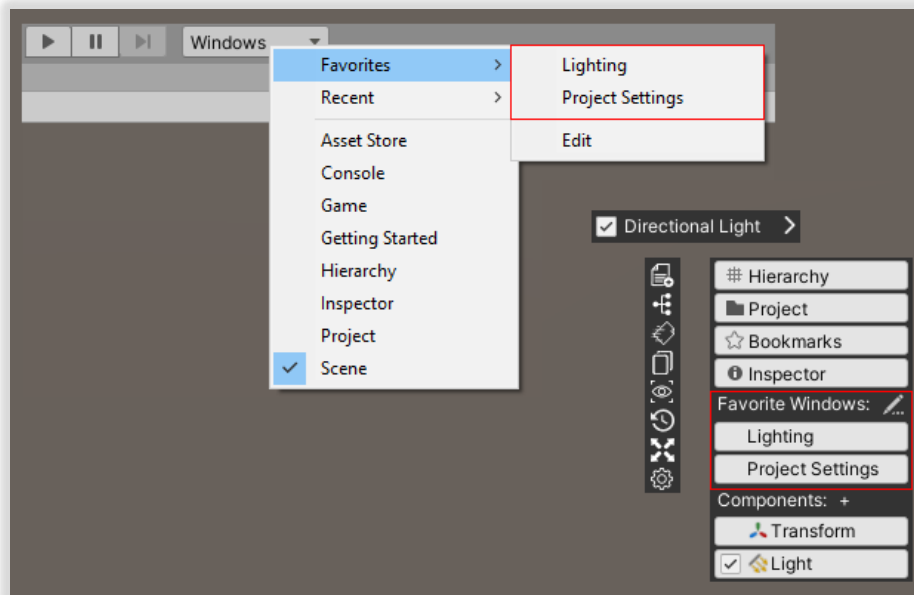 Windows
Favorites
Recent
Asset Store
Console
Game
Getting Started
Hierarchy
Inspector
Project
Scene
Lighting
Project Settings
Edit
Directional Light
Hierarchy
Project
Bookmarks
Inspector
Favorite Windows:
Lighting
Project Settings
Components: +
Transform
Light